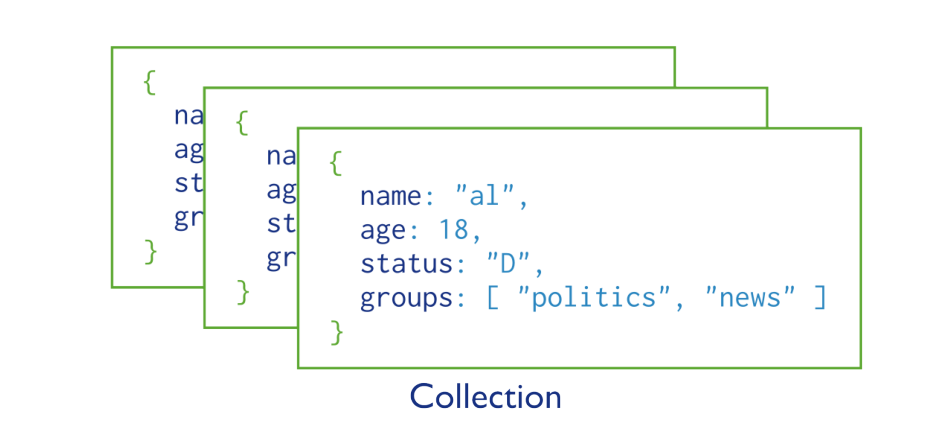 {
na
ag
st
gr
}
{
na
ag
st
gr
}
{
name: "al",
age: 18,
status: "D",
groups: [ "politics", "news" ]
}
Collection